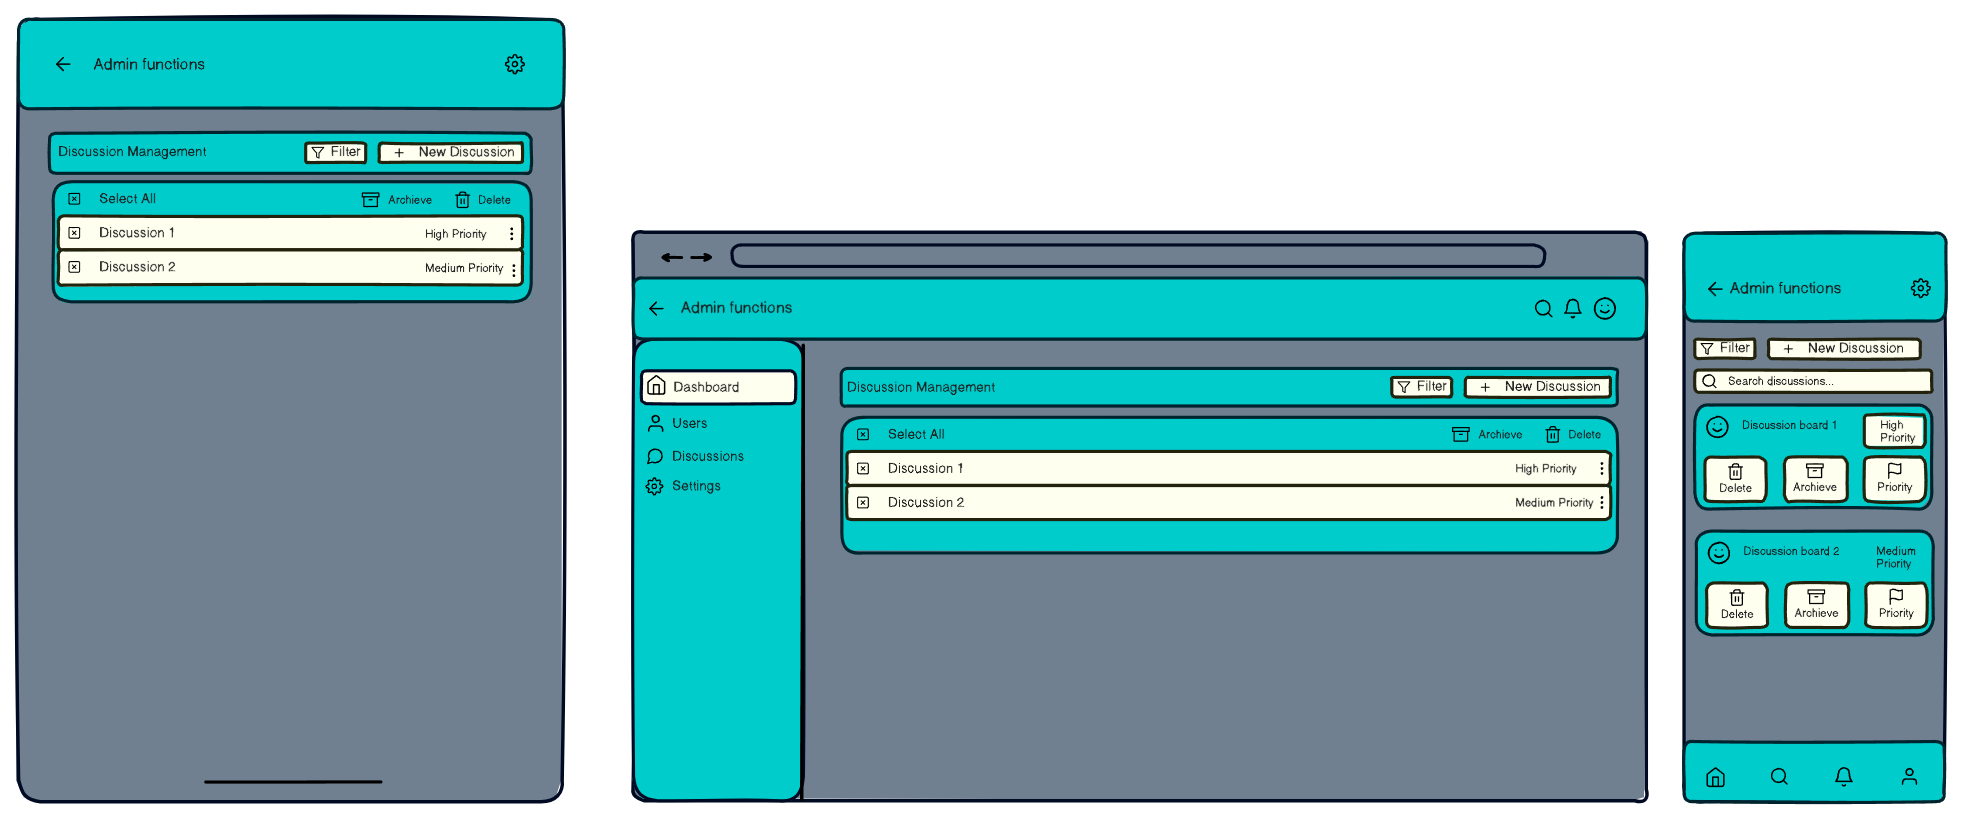 Admin functions
Discussion Management
Filter
+ New Discussion
Select All
Archieve
Delete
Discussion 1
High Priority
Discussion 2
Medium Priority
Admin functions
Dashboard
Users
Discussions
Settings
Discussion Management
Filter
+ New Discussion
Select All
Archieve
Delete
Discussion 1
High Priority
Discussion 2
Medium Priority
Admin functions
Filter
+ New Discussion
Search discussions...
Discussion board 1
High
Priority
Delete
Archieve
Priority
Discussion board 2
Medium
Priority
Delete
Archieve
Priority